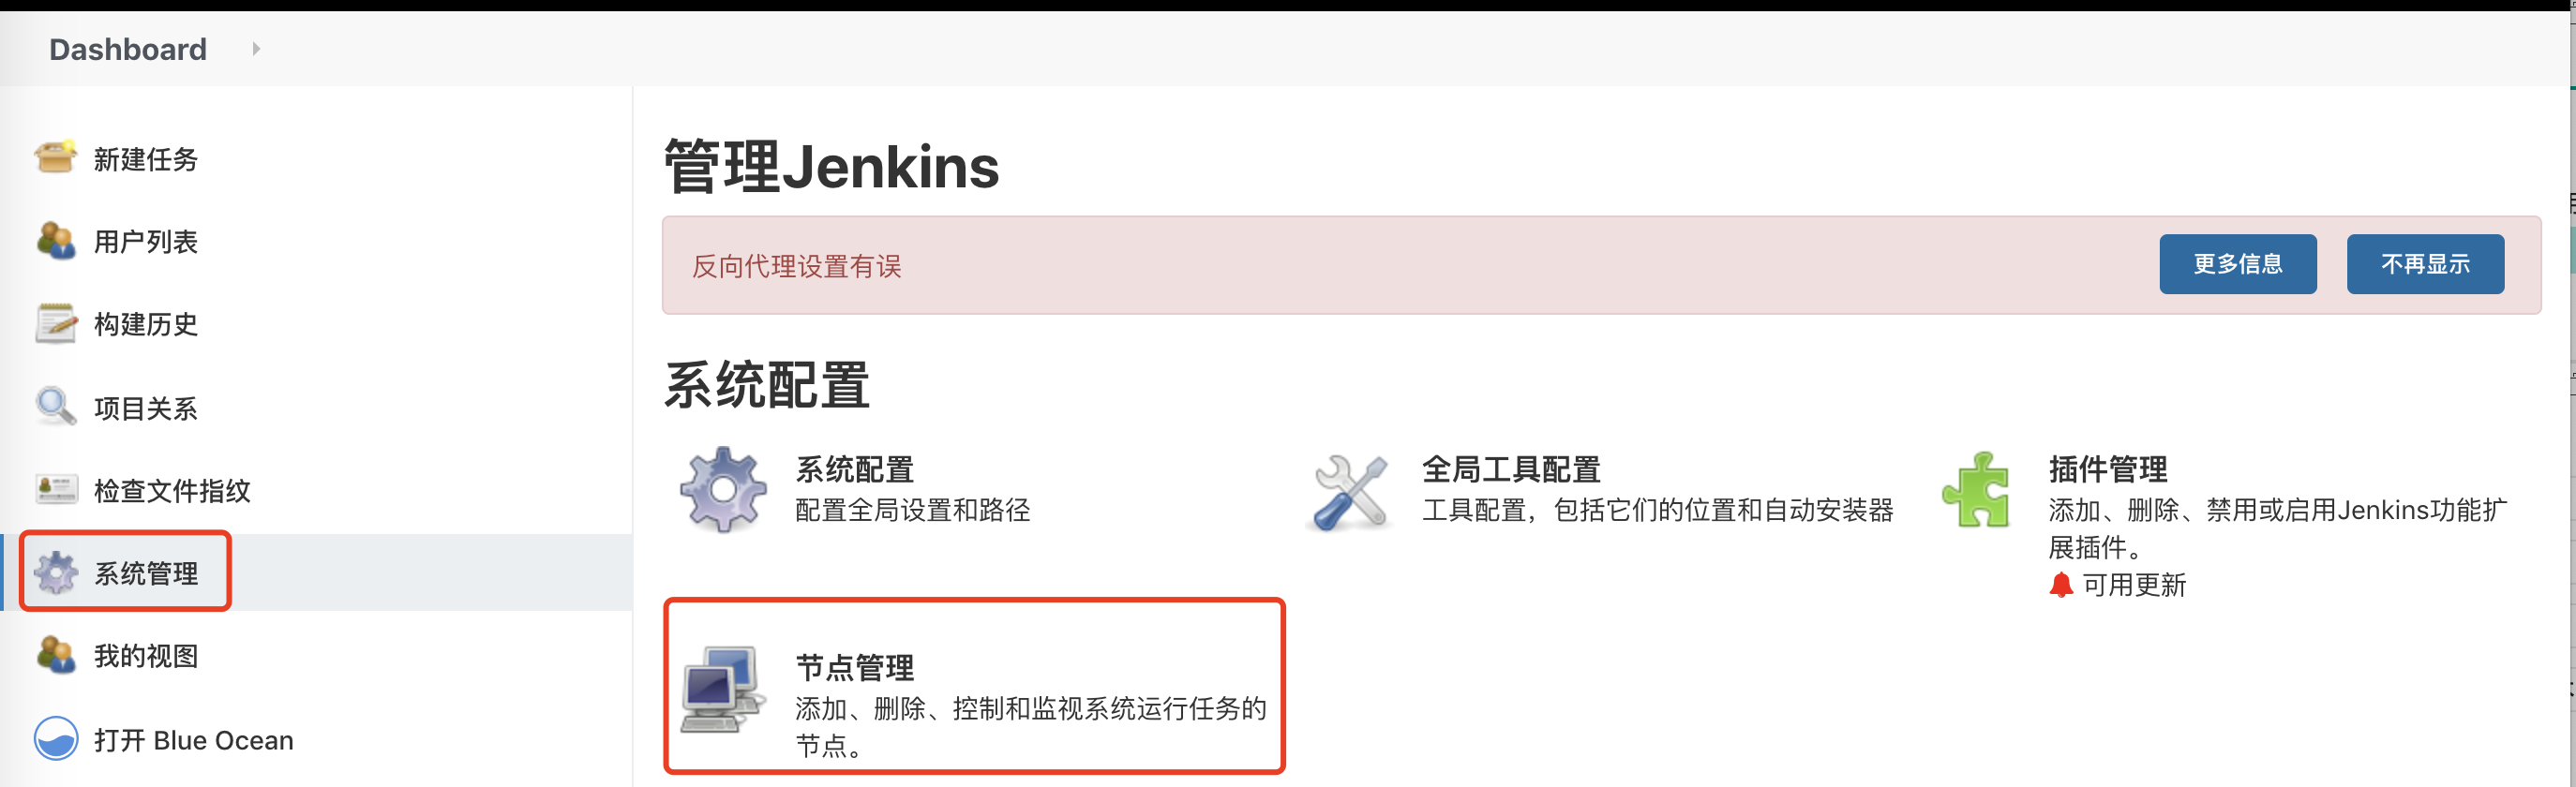 Dashboard
新建任务
用户列表
构建历史
项目关系
检查文件指纹
系统管理
我的视图
打开 Blue Ocean
管理Jenkins
反向代理设置有误
更多信息
不再显示
系统配置
系统配置
配置全局设置和路径
全局工具配置
工具配置，包括它们的位置和自动安装器
插件管理
添加、删除、禁用或启用Jenkins功能扩
展插件。
可用更新
节点管理
添加、删除、控制和监视系统运行任务的
节点。